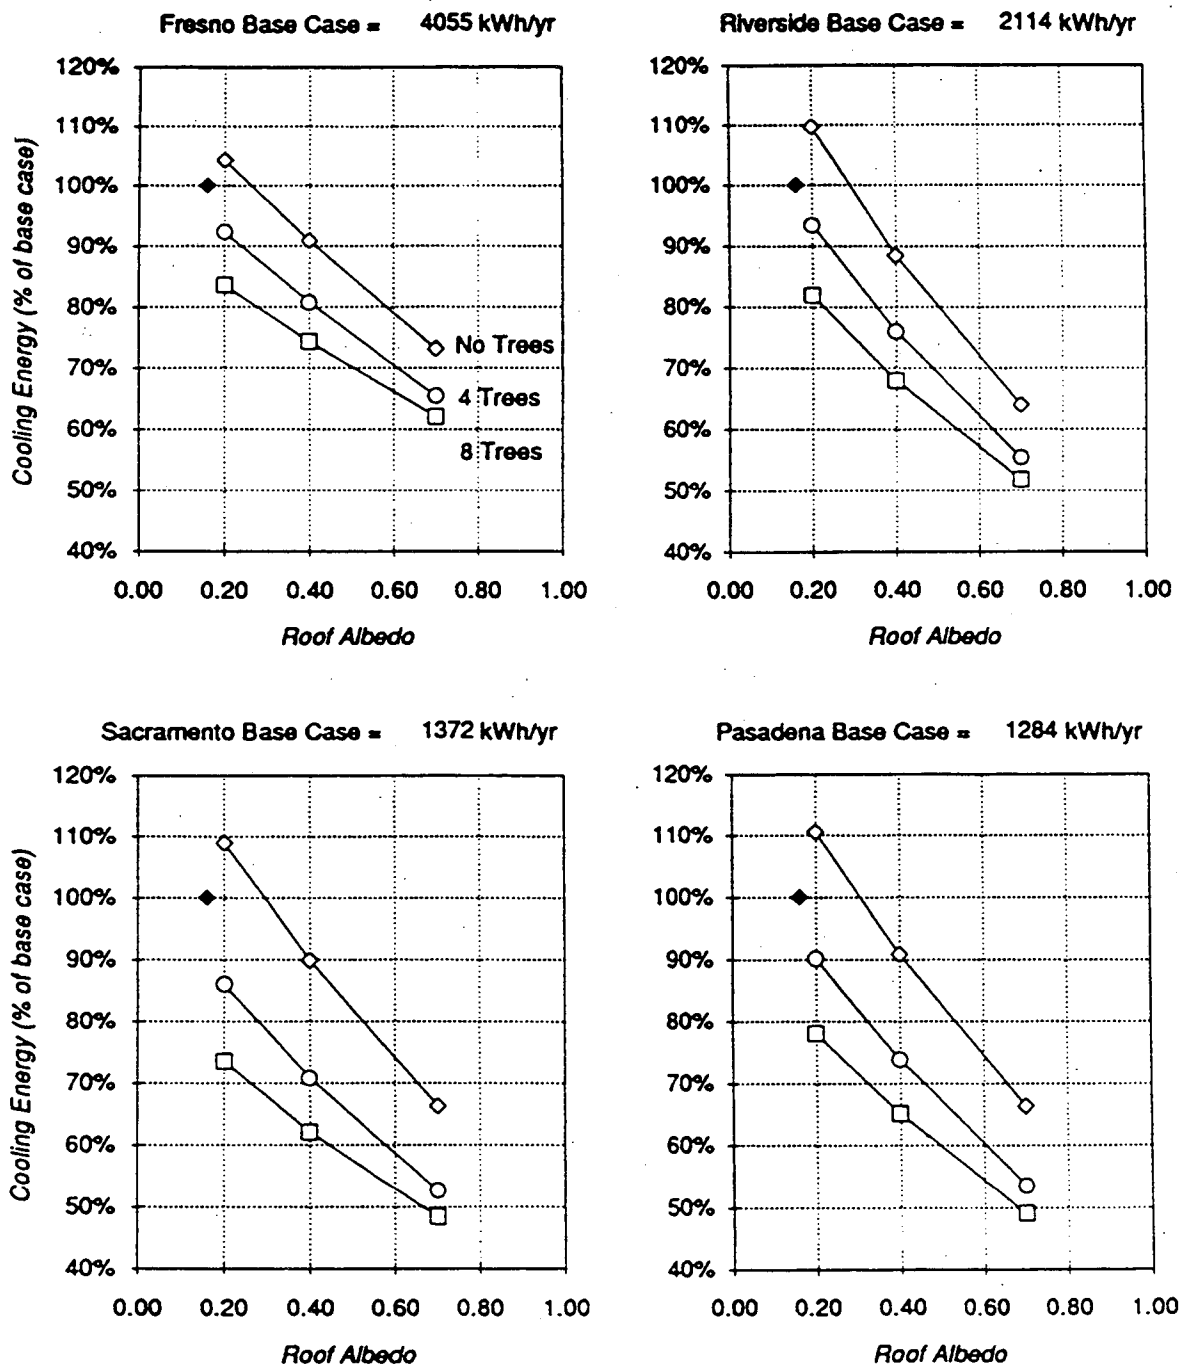 Fresno Base Case = 4055 kWh/yr
120%
110%
100%
90%
80%
70%
60%
50%
40%
Cooling Energy (% of base case)
No Trees
4 Trees
8 Trees
0.00 0.20 0.40 0.60 0.80 1.00
Roof Albedo
Riverside Base Case = 2114 kWh/yr
120%
110%
100%
90%
80%
70%
60%
50%
40%
0.00 0.20 0.40 0.60 0.80 1.00
Roof Albedo
Sacramento Base Case = 1372 kWh/yr
120%
110%
100%
90%
80%
70%
60%
50%
40%
Cooling Energy (% of base case)
0.00 0.20 0.40 0.60 0.80 1.00
Roof Albedo
Pasadena Base Case = 1284 kWh/yr
120%
110%
100%
90%
80%
70%
60%
50%
40%
0.00 0.20 0.40 0.60 0.80 1.00
Roof Albedo